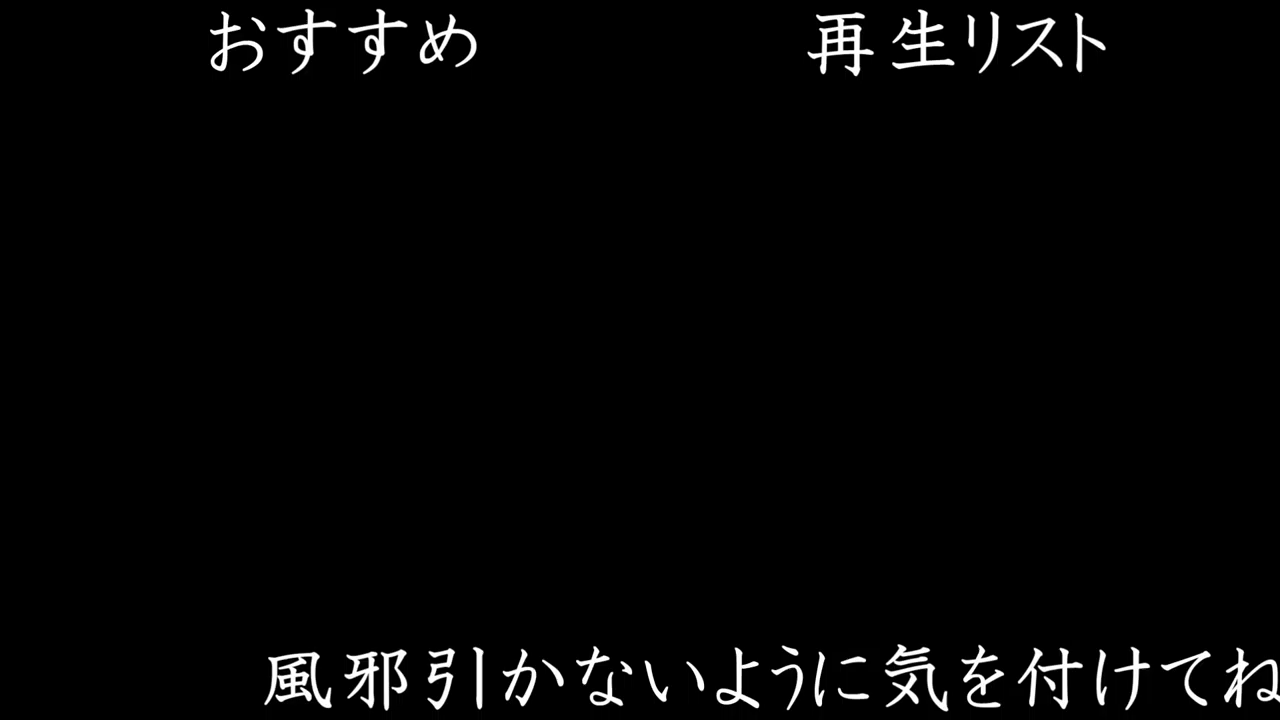 おすすめ
再生リスト
風邪引かないように気を付けてね